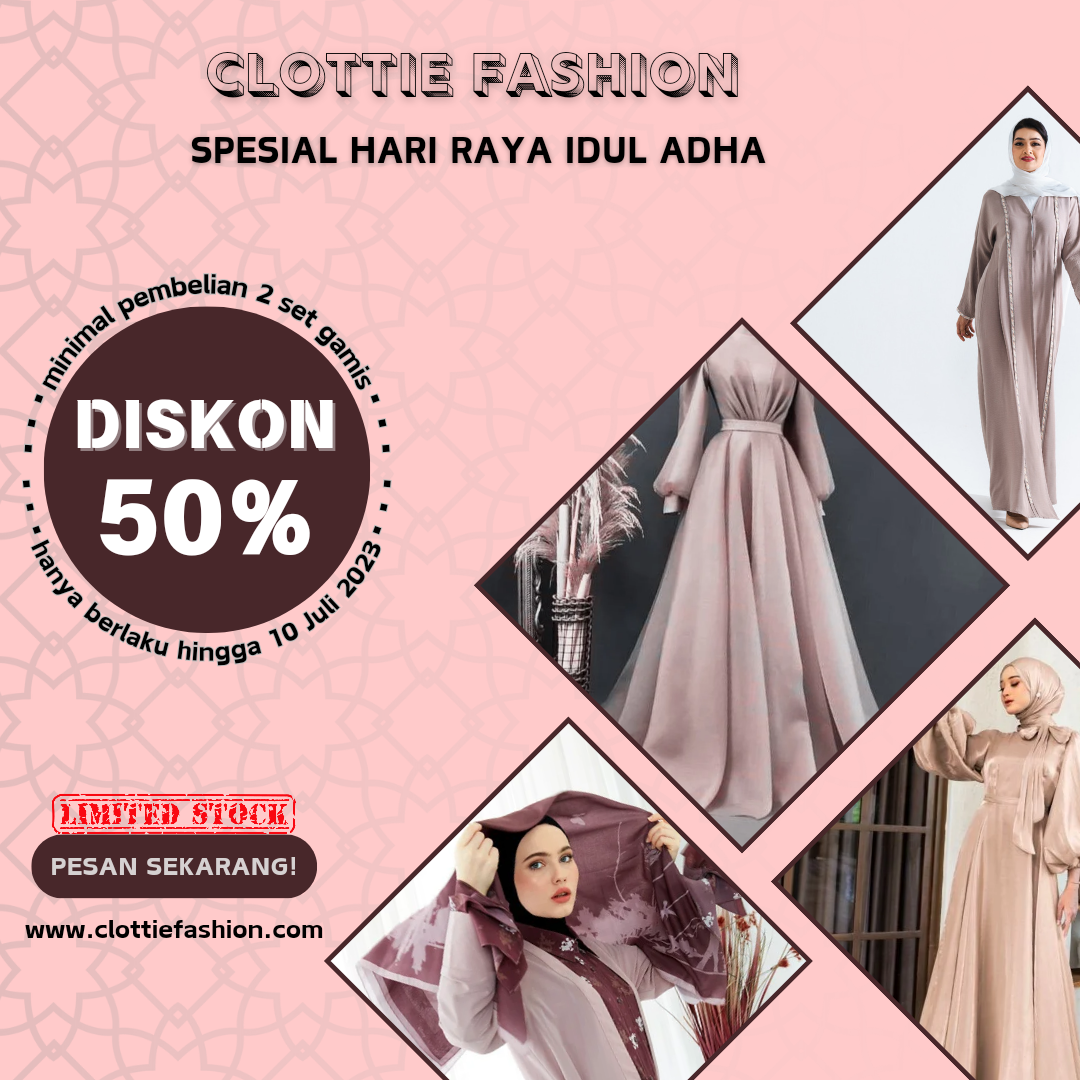 CLOTTIE FASHION
SPESIAL HARI RAYA IDUL ADHA
minimal pembelian 2 set gamis
DISKON
50%
hanya berlaku hingga 10 Juli 2023
LIMITED STOCK
PESAN SEKARANG!
www.clottiefashion.com